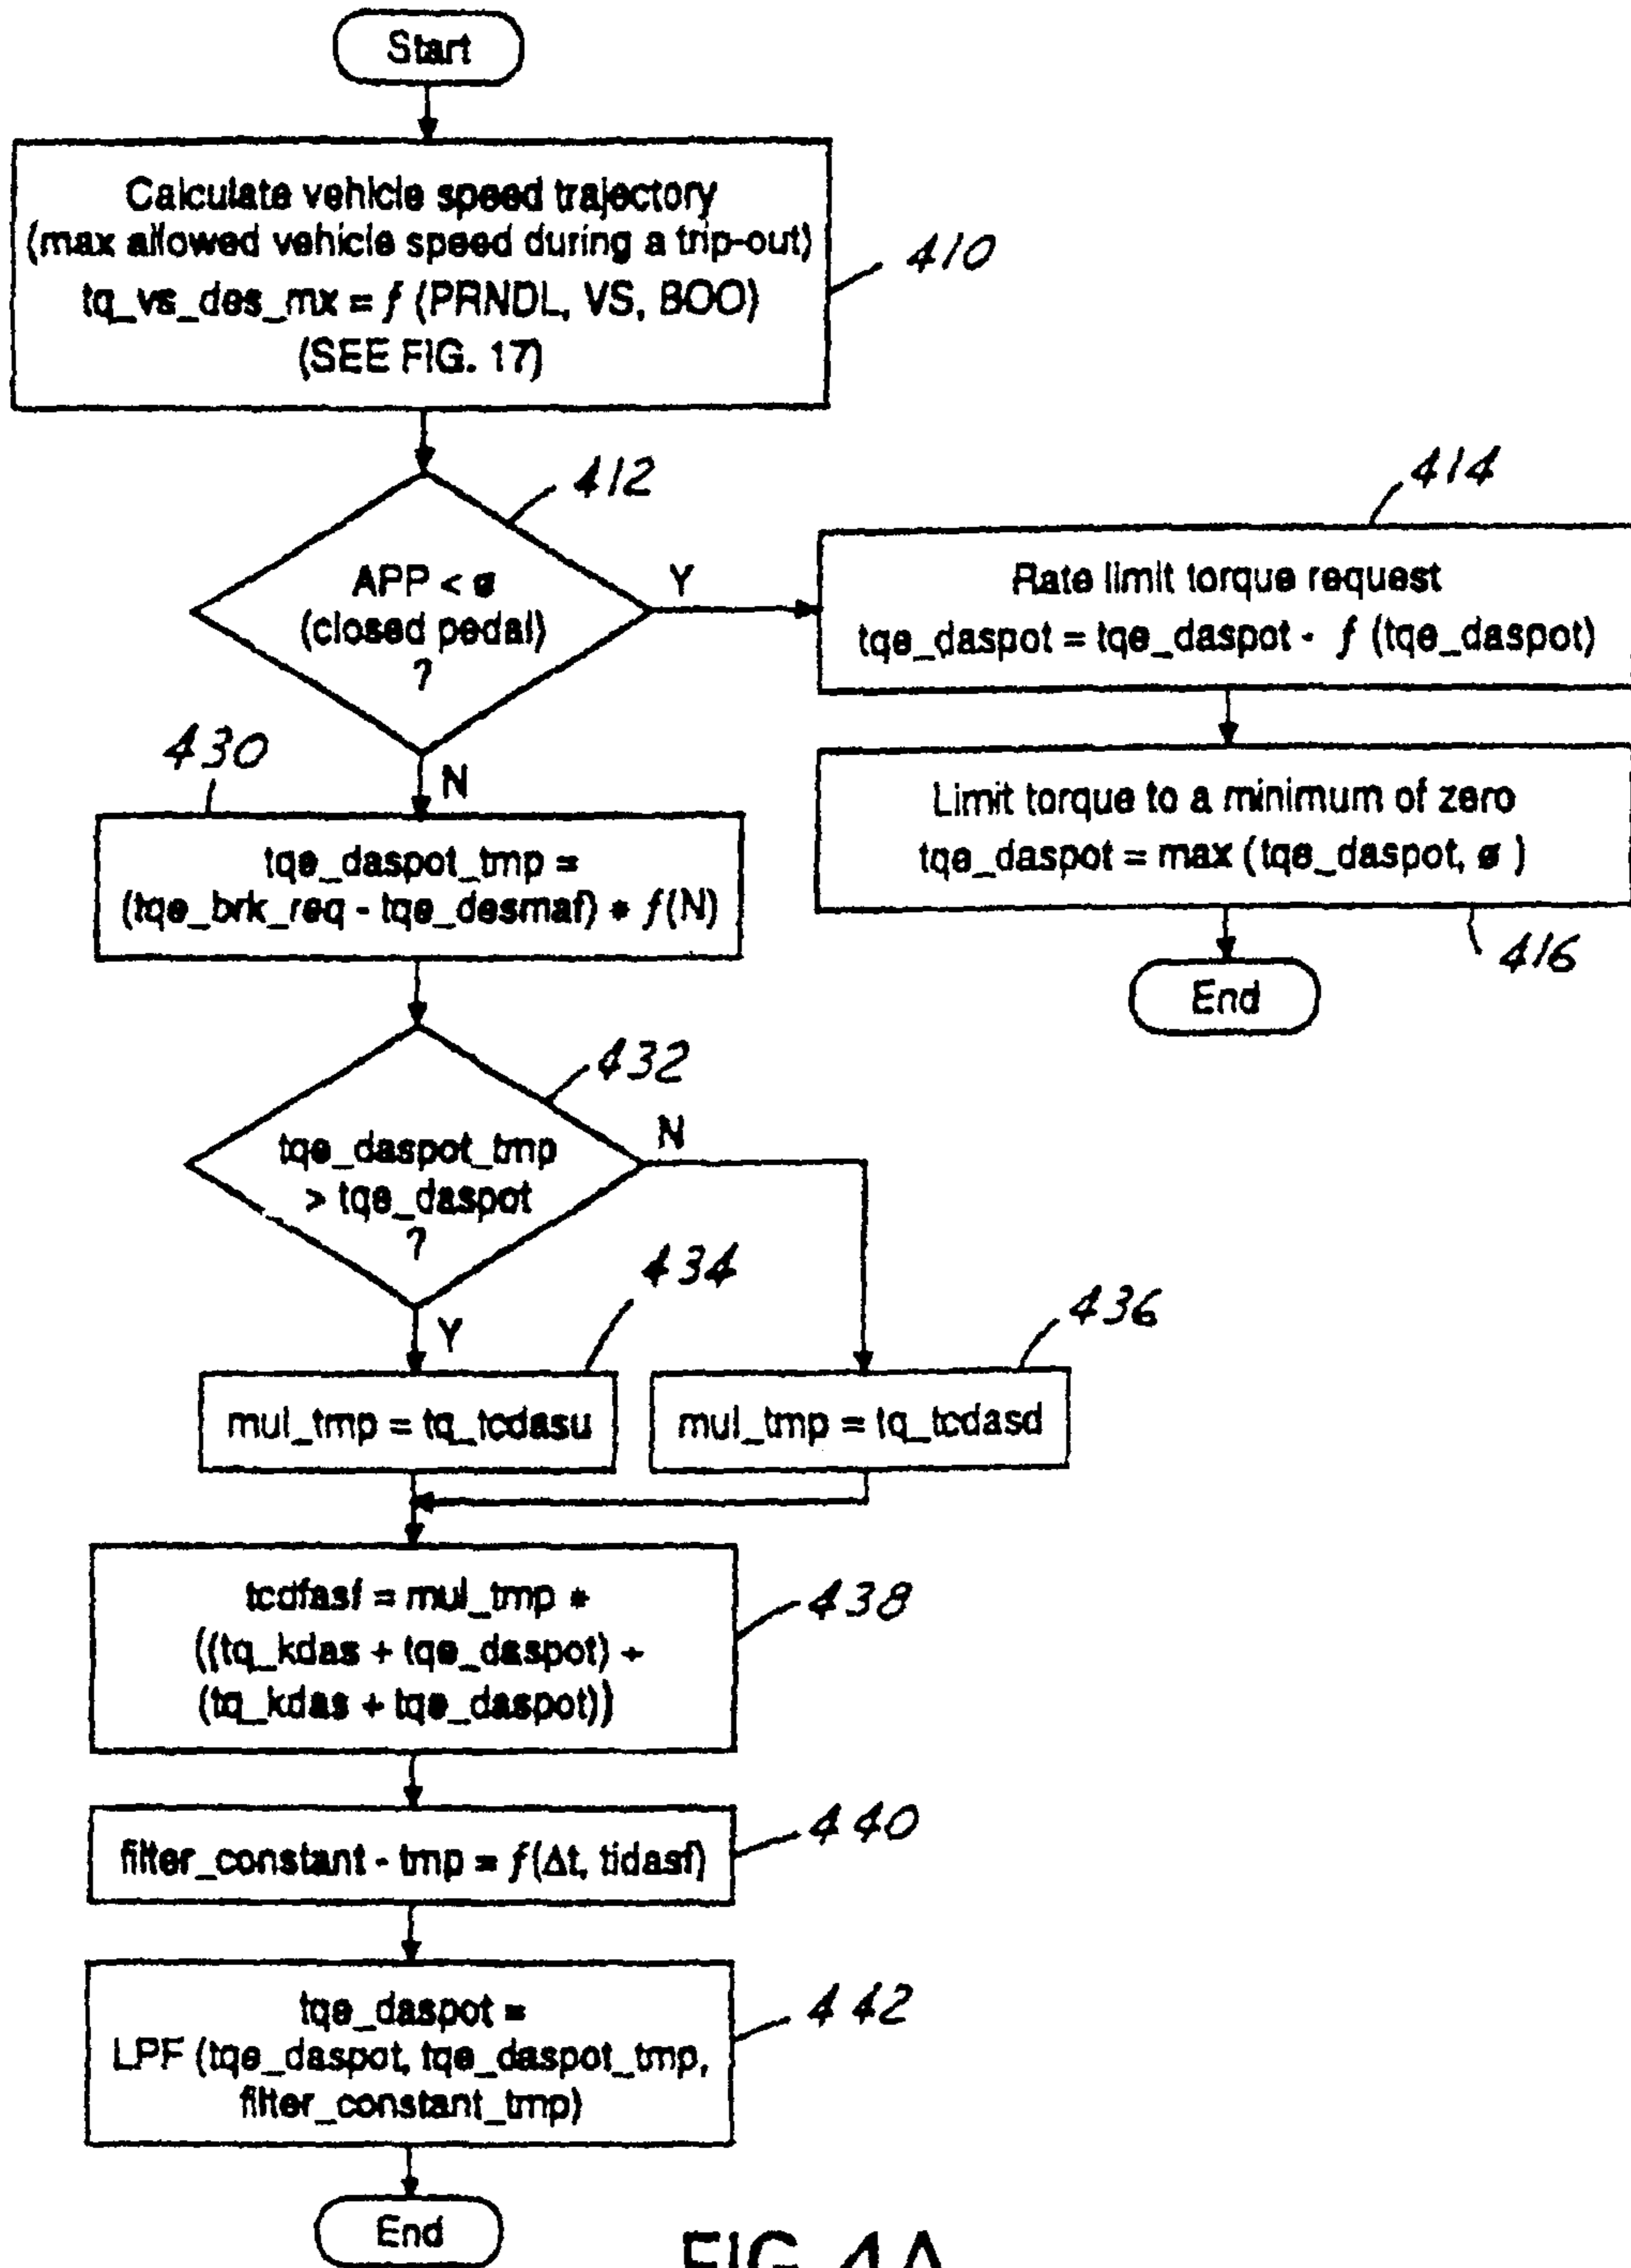 Start
Calculate vehicle speed trajectory
(max allowed vehicle speed during a trip-out)
tq_vs_des_mx = f (PRNDL, VS, BOO)
(SEE FIG. 17)
410
412
APP < ø
(closed pedal)
?
Y
N
414
Rate limit torque request
tqe_daspot = tqe_daspot - f (tqe_daspot)
Limit torque to a minimum of zero
tqe_daspot = max (tqe_daspot, ø )
416
End
430
tqe_daspot_tmp =
(tqe_brk_req - tqe_desmaf) * f(N)
432
tqe_daspot_tmp
> tqe_daspot
?
N
Y
434
mul_tmp = tq_tcdasu
436
mul_tmp = tq_tcdasd
tcdfasf = mul_tmp *
((tq_kdas + tqe_daspot) ÷
(tq_kdas + tqe_daspot))
438
filter_constant - tmp = f(Δt, tidasf)
440
tqe_daspot =
LPF (tqe_daspot, tqe_daspot_tmp,
filter_constant_tmp)
442
End
FIG. 4A